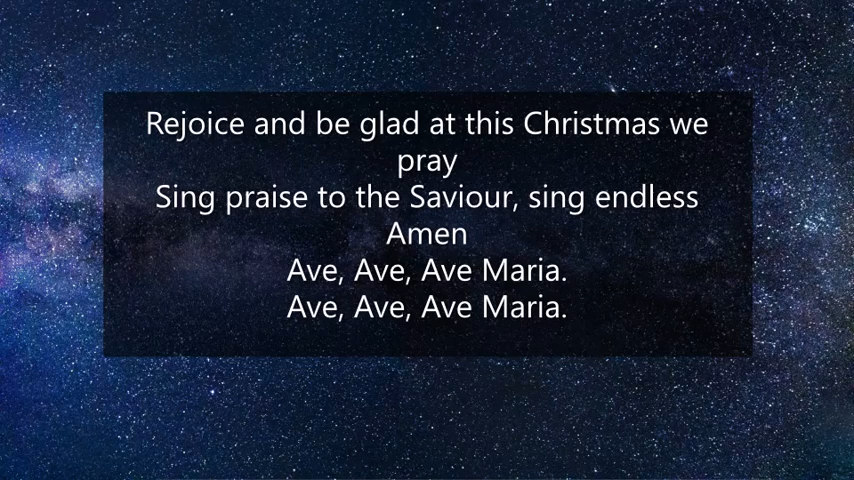 Rejoice and be glad at this Christmas we
pray
Sing praise to the Saviour, sing endless
Amen
Ave, Ave, Ave Maria.
Ave, Ave, Ave Maria.